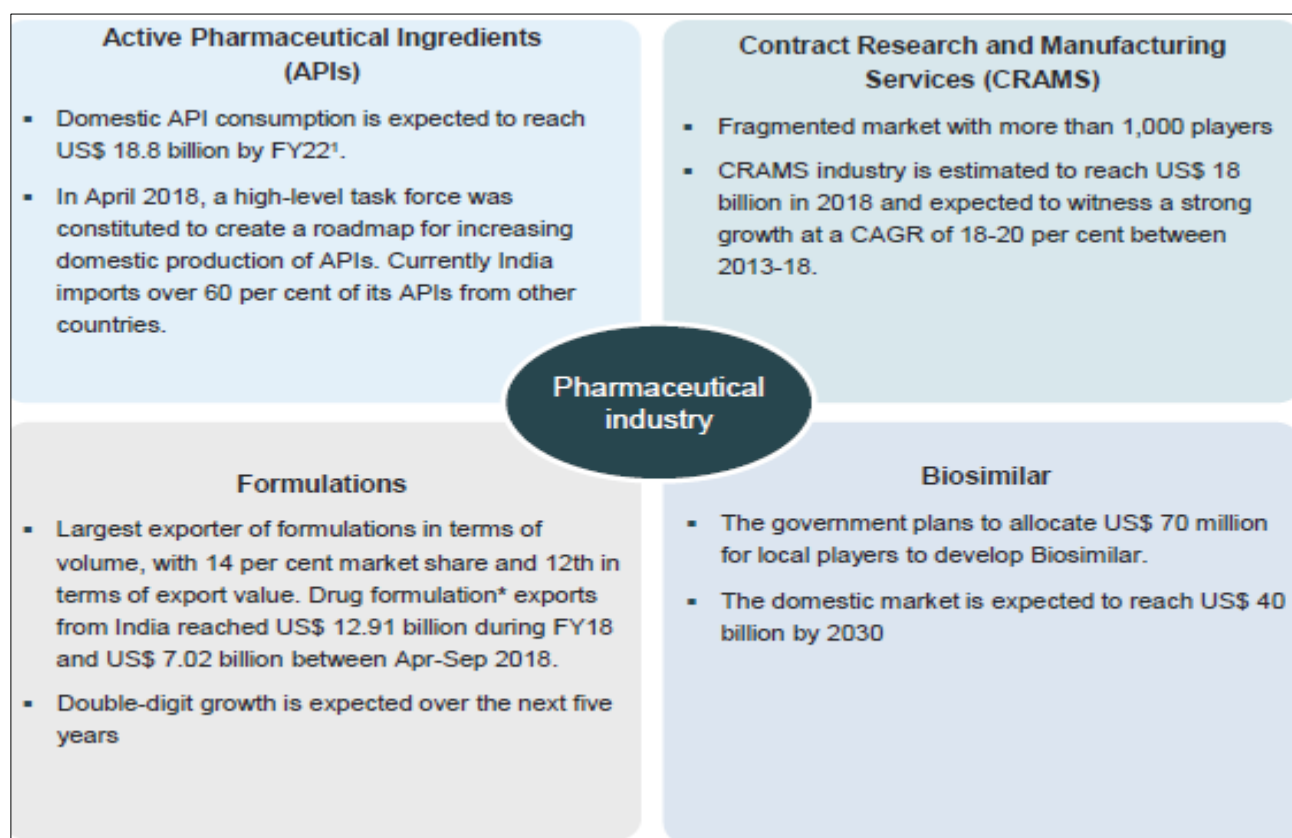 Active Pharmaceutical Ingredients
(APIs)
▪ Domestic API consumption is expected to reach
US$ 18.8 billion by FY22¹.
▪ In April 2018, a high-level task force was
constituted to create a roadmap for increasing
domestic production of APIs. Currently India
imports over 60 per cent of its APIs from other
countries.
Contract Research and Manufacturing
Services (CRAMS)
▪ Fragmented market with more than 1,000 players
▪ CRAMS industry is estimated to reach US$ 18
billion in 2018 and expected to witness a strong
growth at a CAGR of 18-20 per cent between
2013-18.
Pharmaceutical
industry
Formulations
▪ Largest exporter of formulations in terms of
volume, with 14 per cent market share and 12th in
terms of export value. Drug formulation* exports
from India reached US$ 12.91 billion during FY18
and US$ 7.02 billion between Apr-Sep 2018.
▪ Double-digit growth is expected over the next five
years
Biosimilar
▪ The government plans to allocate US$ 70 million
for local players to develop Biosimilar.
▪ The domestic market is expected to reach US$ 40
billion by 2030